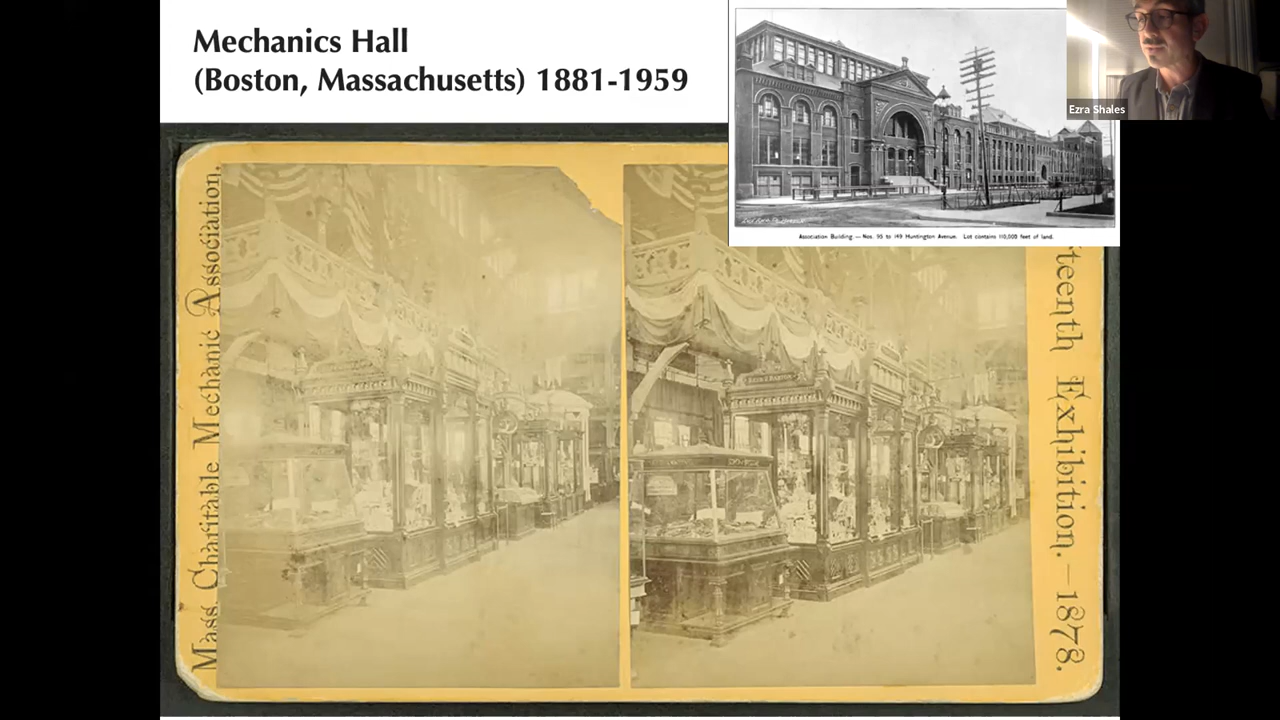 Mechanics Hall
(Boston, Massachusetts) 1881-1959
Ezra Shales
Association Building. — Nos. 95 to 149 Huntington Avenue. Lot contains 110,000 feet of land.
Mass. Charitable Mechanic Association.
teenth Exhibition.—1878.